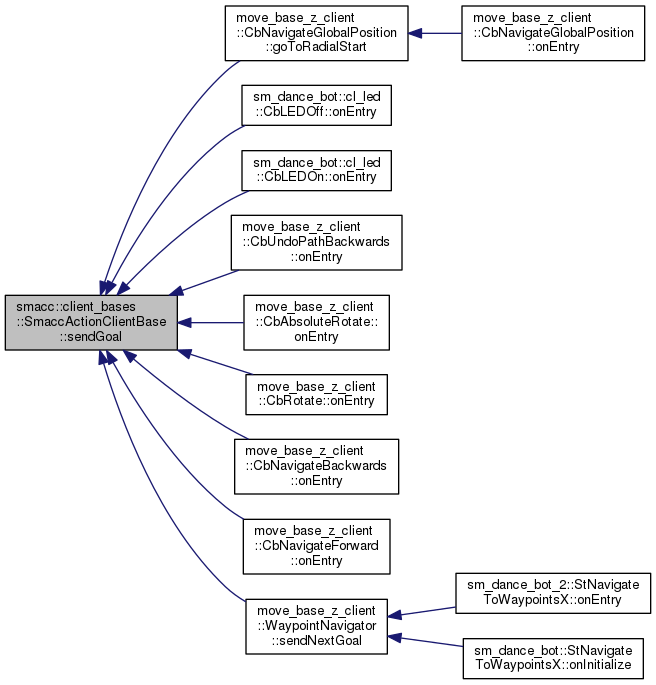 move_base_z_client
::CbNavigateGlobalPosition
::goToRadialStart
move_base_z_client
::CbNavigateGlobalPosition
::onEntry
sm_dance_bot::cl_led
::CbLEDOff::onEntry
sm_dance_bot::cl_led
::CbLEDOn::onEntry
move_base_z_client
::CbUndoPathBackwards
::onEntry
smacc::client_bases
::SmaccActionClientBase
::sendGoal
move_base_z_client
::CbAbsoluteRotate::
onEntry
move_base_z_client
::CbRotate::onEntry
move_base_z_client
::CbNavigateBackwards
::onEntry
move_base_z_client
::CbNavigateForward
::onEntry
move_base_z_client
::WaypointNavigator
::sendNextGoal
sm_dance_bot_2::StNavigate
ToWaypointsX::onEntry
sm_dance_bot::StNavigate
ToWaypointsX::onInitialize